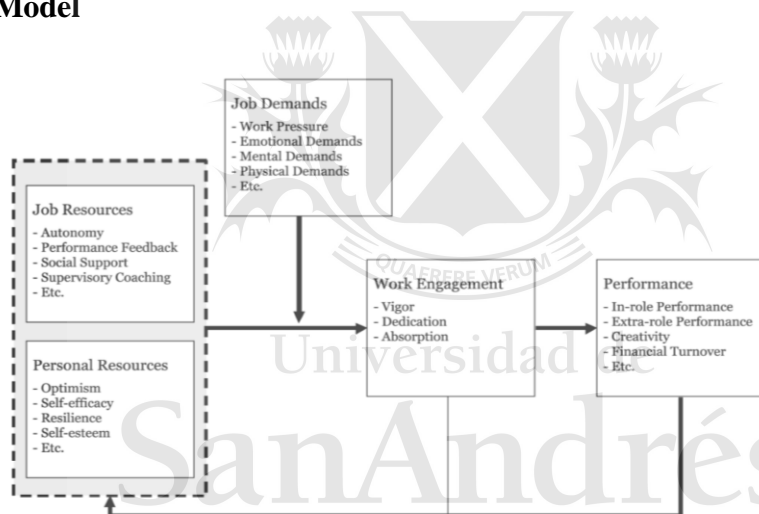 Model
Job Demands
- Work Pressure
- Emotional Demands
- Mental Demands
- Physical Demands
- Etc.
Job Resources
- Autonomy
- Performance Feedback
- Social Support
- Supervisory Coaching
- Etc.
Personal Resources
- Optimism
- Self-efficacy
- Resilience
- Self-esteem
- Etc.
Work Engagement
- Vigor
- Dedication
- Absorption
Performance
- In-role Performance
- Extra-role Performance
- Creativity
- Financial Turnover
- Etc.
QUAERERE VERUM
Universidad de
SanAndrés